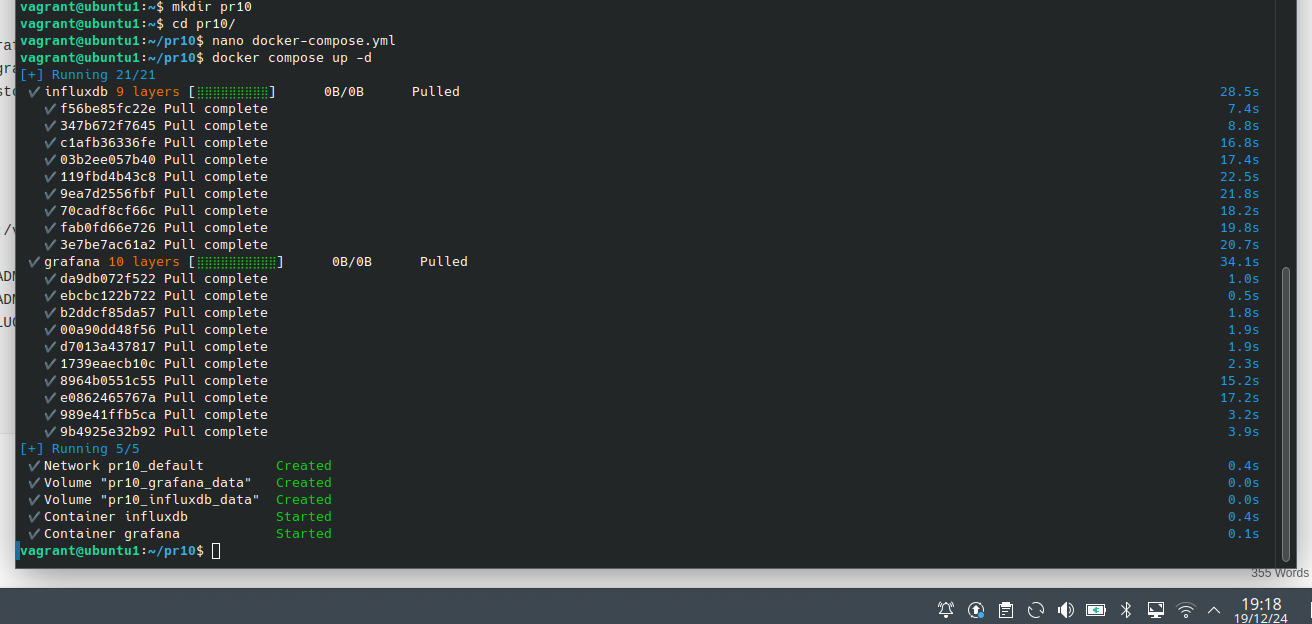 vagrant@ubuntu1:~$ mkdir pr10
vagrant@ubuntu1:~$ cd pr10/
vagrant@ubuntu1:~/pr10$ nano docker-compose.yml
vagrant@ubuntu1:~/pr10$ docker compose up -d
[+] Running 21/21
✔ influxdb 9 layers [⣿⣿⣿⣿⣿⣿⣿⣿⣿] 0B/0B Pulled 28.5s
✔ f56be85fc22e Pull complete 7.4s
✔ 347b672f7645 Pull complete 8.8s
✔ c1afb36336fe Pull complete 16.8s
✔ 03b2ee057b40 Pull complete 17.4s
✔ 119fbd4b43c8 Pull complete 22.5s
✔ 9ea7d2556fbf Pull complete 21.8s
✔ 70cadf8cf66c Pull complete 18.2s
✔ fab0fd66e726 Pull complete 19.8s
✔ 3e7be7ac61a2 Pull complete 20.7s
✔ grafana 10 layers [⣿⣿⣿⣿⣿⣿⣿⣿⣿⣿] 0B/0B Pulled 34.1s
✔ da9db072f522 Pull complete 1.0s
✔ ebcbc122b722 Pull complete 0.5s
✔ b2ddcf85da57 Pull complete 1.8s
✔ 00a90dd48f56 Pull complete 1.9s
✔ d7013a437817 Pull complete 1.9s
✔ 1739eaecb10c Pull complete 2.3s
✔ 8964b0551c55 Pull complete 15.2s
✔ e0862465767a Pull complete 17.2s
✔ 989e41ffb5ca Pull complete 3.2s
✔ 9b4925e32b92 Pull complete 3.9s
[+] Running 5/5
✔ Network pr10_default Created 0.4s
✔ Volume "pr10_grafana_data" Created 0.0s
✔ Volume "pr10_influxdb_data" Created 0.0s
✔ Container influxdb Started 0.4s
✔ Container grafana Started 0.1s
vagrant@ubuntu1:~/pr10$
355 Words
19:18
19/12/24